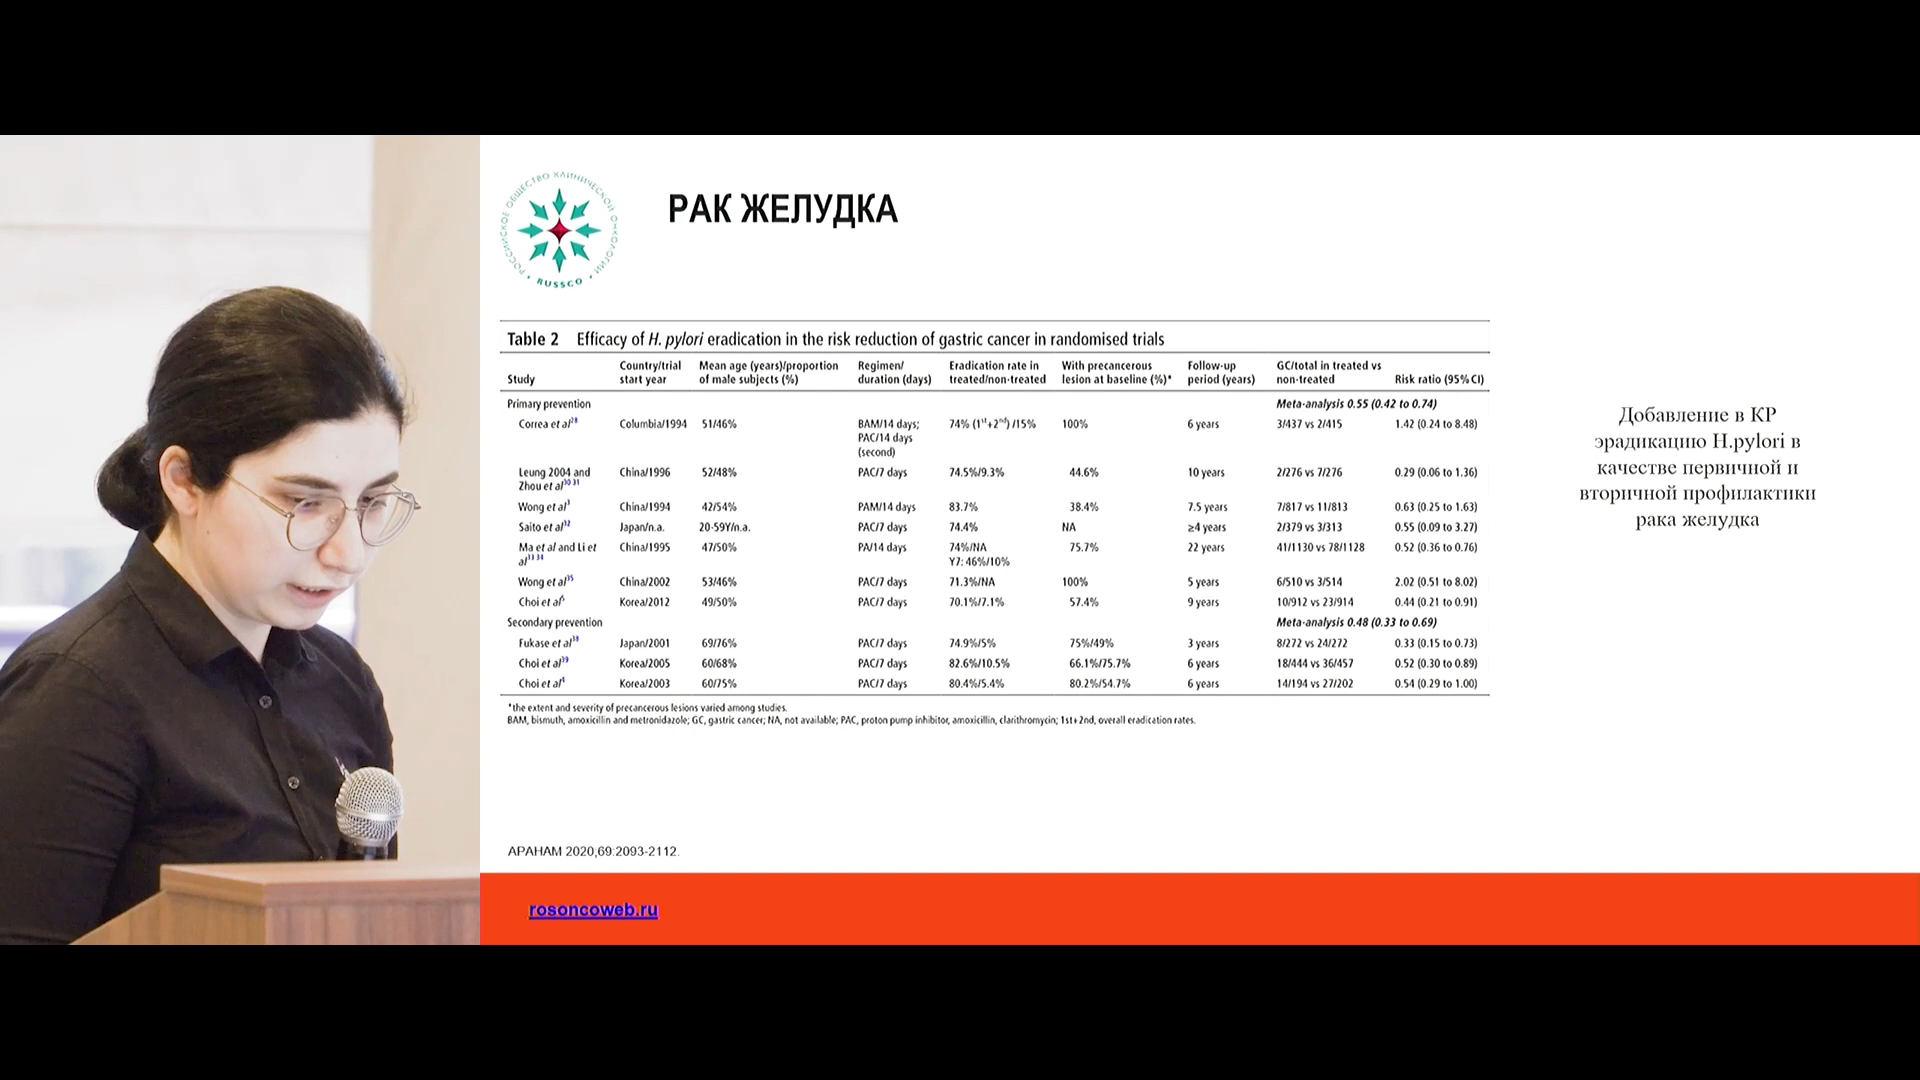 РОССИЙСКОЕ ОБЩЕСТВО КЛИНИЧЕСКОЙ ОНКОЛОГИИ
• RUSSCO •
РАК ЖЕЛУДКА
Table 2 Efficacy of H. pylori eradication in the risk reduction of gastric cancer in randomised trials
Study Country/trial start year Mean age (years)/proportion of male subjects (%) Regimen/ duration (days) Eradication rate in treated/non-treated With precancerous lesion at baseline (%)* Follow-up period (years) GC/total in treated vs non-treated Risk ratio (95% CI)
Primary prevention Meta-analysis 0.55 (0.42 to 0.74)
Correa et al28 Columbia/1994 51/46% BAM/14 days; PAC/14 days (second) 74% (1st+2nd) /15% 100% 6 years 3/437 vs 2/415 1.42 (0.24 to 8.48)
Leung 2004 and Zhou et al30 31 China/1996 52/48% PAC/7 days 74.5%/9.3% 44.6% 10 years 2/276 vs 7/276 0.29 (0.06 to 1.36)
Wong et al3 China/1994 42/54% PAM/14 days 83.7% 38.4% 7.5 years 7/817 vs 11/813 0.63 (0.25 to 1.63)
Saito et al32 Japan/n.a. 20-59Y/n.a. PAC/7 days 74.4% NA ≥4 years 2/379 vs 3/313 0.55 (0.09 to 3.27)
Ma et al and Li et al33 34 China/1995 47/50% PA/14 days 74%/NA Y7: 46%/10% 75.7% 22 years 41/1130 vs 78/1128 0.52 (0.36 to 0.76)
Wong et al35 China/2002 53/46% PAC/7 days 71.3%/NA 100% 5 years 6/510 vs 3/514 2.02 (0.51 to 8.02)
Choi et al5 Korea/2012 49/50% PAC/7 days 70.1%/7.1% 57.4% 9 years 10/912 vs 23/914 0.44 (0.21 to 0.91)
Secondary prevention Meta-analysis 0.48 (0.33 to 0.69)
Fukase et al38 Japan/2001 69/76% PAC/7 days 74.9%/5% 75%/49% 3 years 8/272 vs 24/272 0.33 (0.15 to 0.73)
Choi et al39 Korea/2005 60/68% PAC/7 days 82.6%/10.5% 66.1%/75.7% 6 years 18/444 vs 36/457 0.52 (0.30 to 0.89)
Choi et al4 Korea/2003 60/75% PAC/7 days 80.4%/5.4% 80.2%/54.7% 6 years 14/194 vs 27/202 0.54 (0.29 to 1.00)
*the extent and severity of precancerous lesions varied among studies.
BAM, bismuth, amoxicillin and metronidazole; GC, gastric cancer; NA, not available; PAC, proton pump inhibitor, amoxicillin, clarithromycin; 1st+2nd, overall eradication rates.
Добавление в КР
эрадикацию H.pylori в
качестве первичной и
вторичной профилактики
рака желудка
APAHAM 2020,69:2093-2112.
rosoncoweb.ru